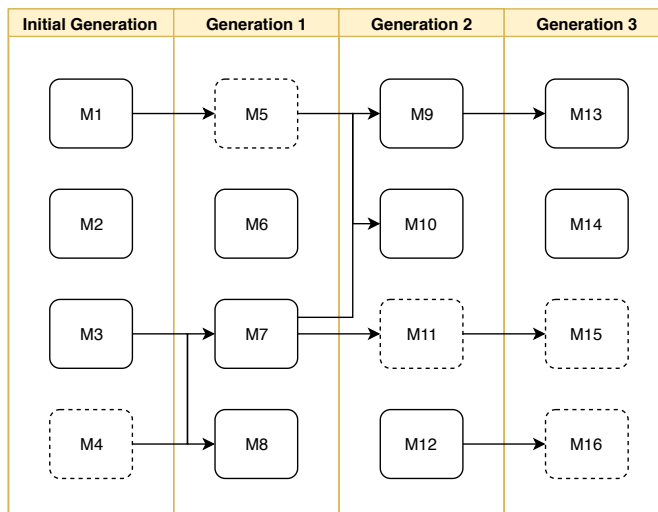 Initial Generation
Generation 1
Generation 2
Generation 3
M1
M5
M9
M13
M2
M6
M10
M14
M3
M7
M11
M15
M4
M8
M12
M16